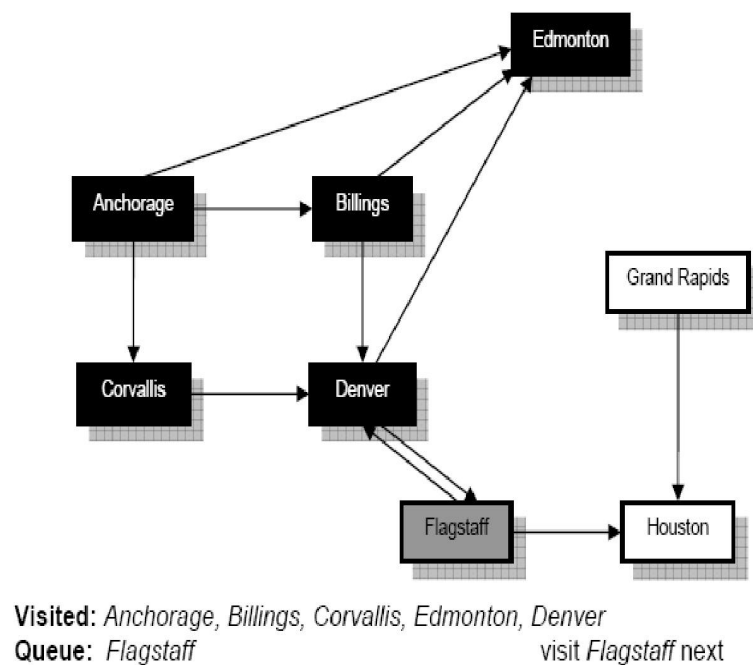 Edmonton
Anchorage
Billings
Grand Rapids
Corvallis
Denver
Flagstaff
Houston
Visited: Anchorage, Billings, Corvallis, Edmonton, Denver
Queue: Flagstaff visit Flagstaff next